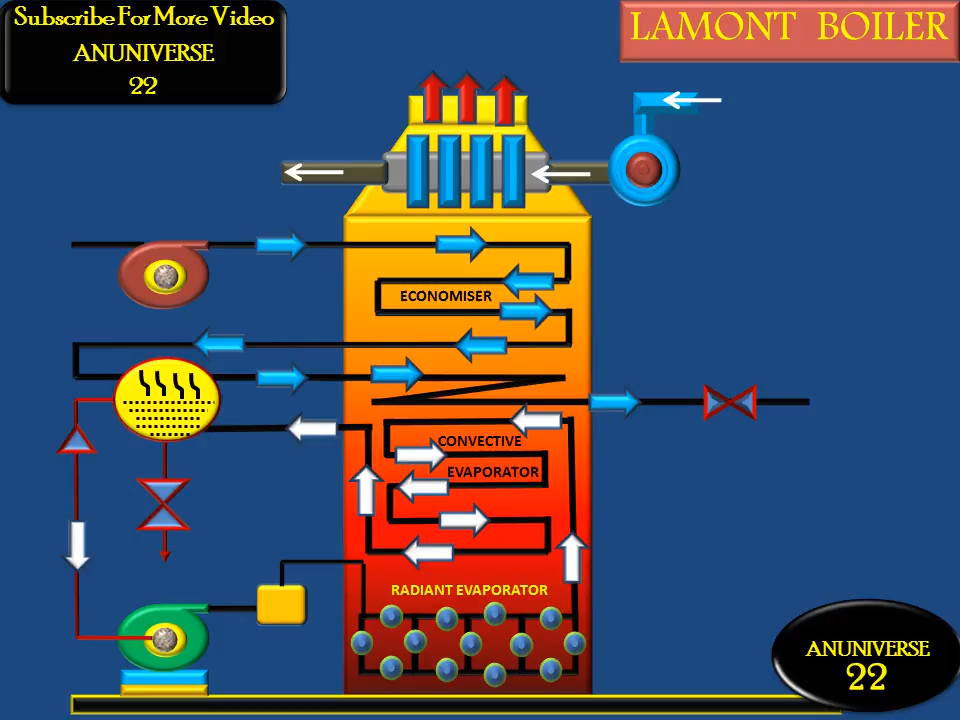 Subscribe For More Video
ANUNIVERSE
22
LAMONT BOILER
ECONOMISER
CONVECTIVE
EVAPORATOR
RADIANT EVAPORATOR
ANUNIVERSE
22